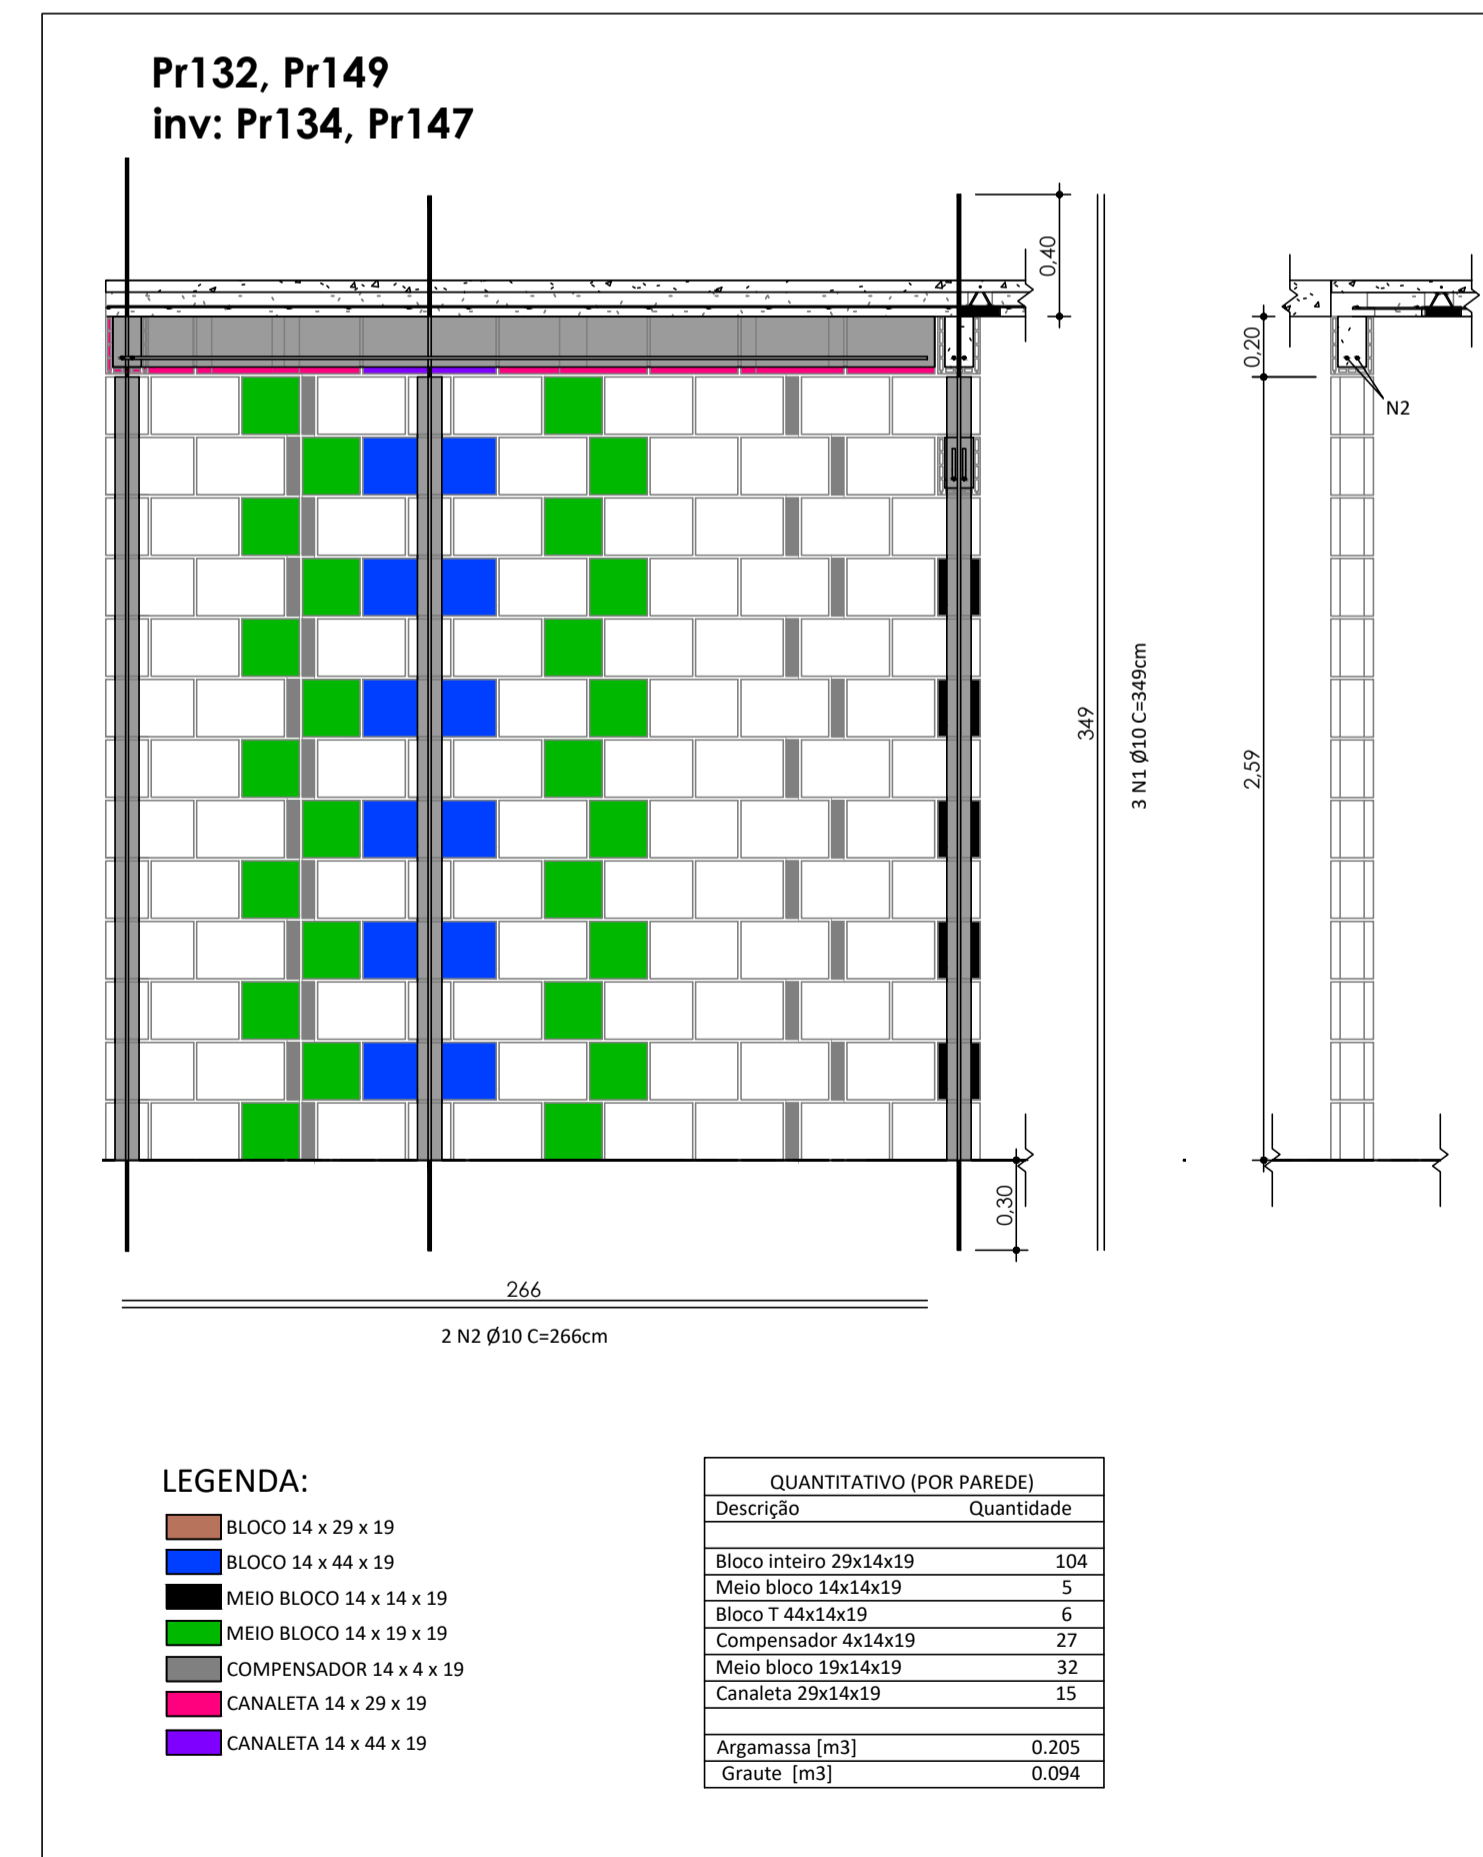 Pr132, Pr149
inv: Pr134, Pr147
0,40
0,20
N2
349
3 N1 Ø10 C=349cm
2,59
0,30
266
2 N2 Ø10 C=266cm
LEGENDA:
BLOCO 14 x 29 x 19
BLOCO 14 x 44 x 19
MEIO BLOCO 14 x 14 x 19
MEIO BLOCO 14 x 19 x 19
COMPENSADOR 14 x 4 x 19
CANALETA 14 x 29 x 19
CANALETA 14 x 44 x 19
QUANTITATIVO (POR PAREDE)
Descrição Quantidade
Bloco inteiro 29x14x19 104
Meio bloco 14x14x19 5
Bloco T 44x14x19 6
Compensador 4x14x19 27
Meio bloco 19x14x19 32
Canaleta 29x14x19 15
Argamassa [m3] 0.205
Graute [m3] 0.094